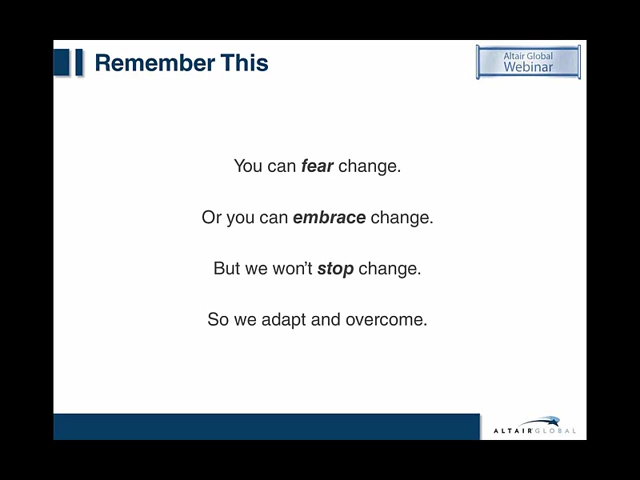 Remember This
Altair Global
Webinar
You can fear change.
Or you can embrace change.
But we won't stop change.
So we adapt and overcome.
ALTAIR GLOBAL